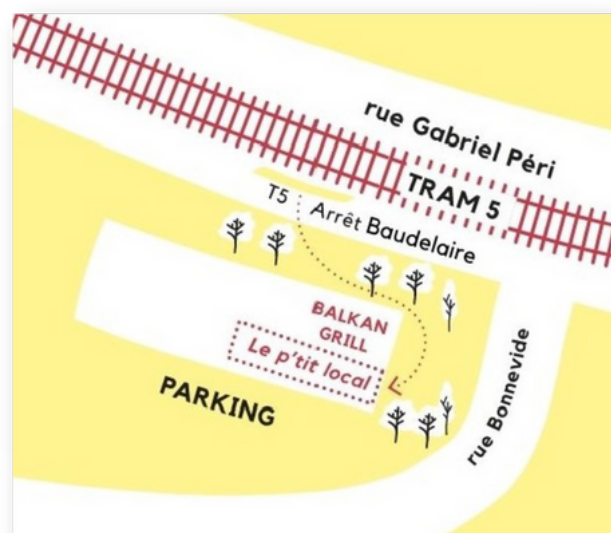 rue Gabriel Péri
TRAM 5
T5
Arrêt Baudelaire
BALKAN
GRILL
Le p'tit local
PARKING
rue Bonnevide